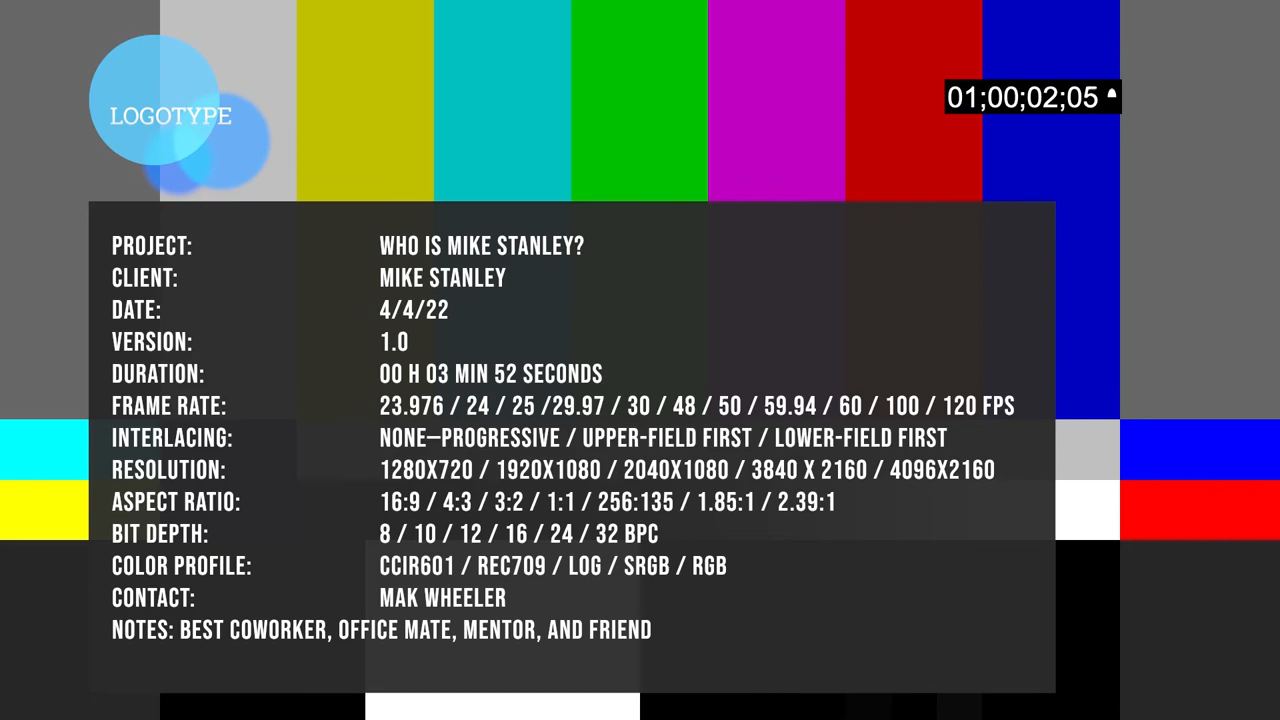 LOGOTYPE
01;00;02;05
PROJECT: WHO IS MIKE STANLEY?
CLIENT: MIKE STANLEY
DATE: 4/4/22
VERSION: 1.0
DURATION: 00 H 03 MIN 52 SECONDS
FRAME RATE: 23.976 / 24 / 25 /29.97 / 30 / 48 / 50 / 59.94 / 60 / 100 / 120 FPS
INTERLACING: NONE–PROGRESSIVE / UPPER-FIELD FIRST / LOWER-FIELD FIRST
RESOLUTION: 1280X720 / 1920X1080 / 2040X1080 / 3840 X 2160 / 4096X2160
ASPECT RATIO: 16:9 / 4:3 / 3:2 / 1:1 / 256:135 / 1.85:1 / 2.39:1
BIT DEPTH: 8 / 10 / 12 / 16 / 24 / 32 BPC
COLOR PROFILE: CCIR601 / REC709 / LOG / SRGB / RGB
CONTACT: MAK WHEELER
NOTES: BEST COWORKER, OFFICE MATE, MENTOR, AND FRIEND